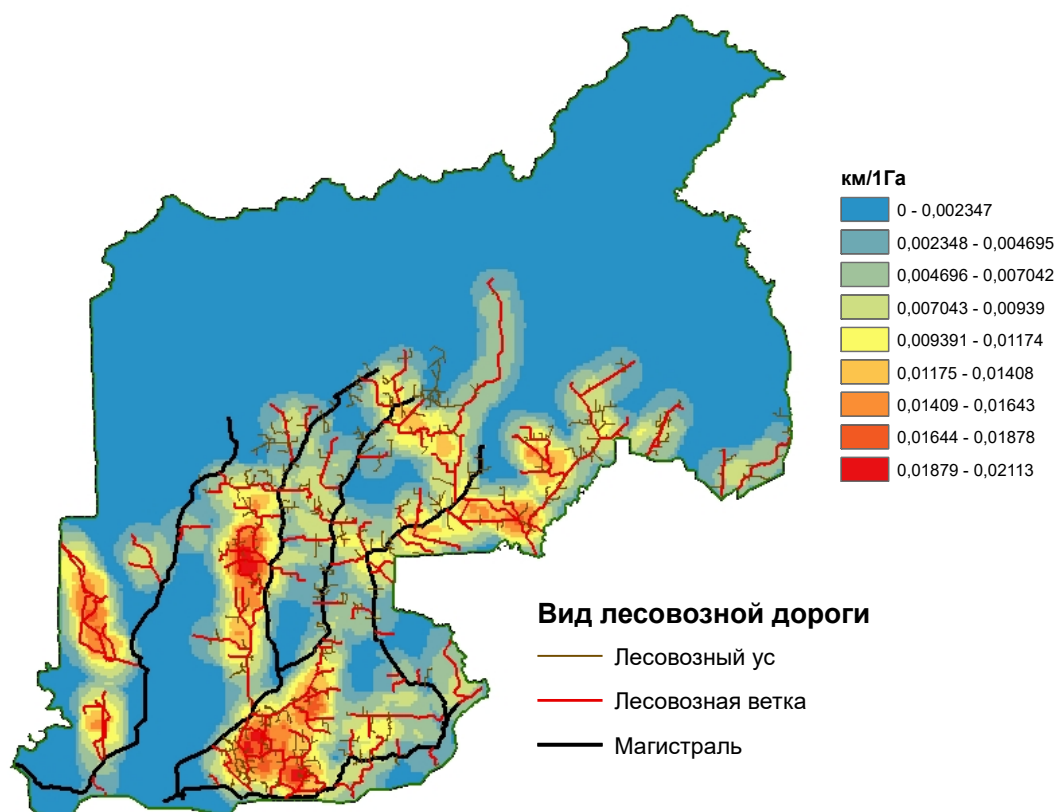 км/1Га
0 - 0,002347
0,002348 - 0,004695
0,004696 - 0,007042
0,007043 - 0,00939
0,009391 - 0,01174
0,01175 - 0,01408
0,01409 - 0,01643
0,01644 - 0,01878
0,01879 - 0,02113
Вид лесовозной дороги
Лесовозный ус
Лесовозная ветка
Магистраль